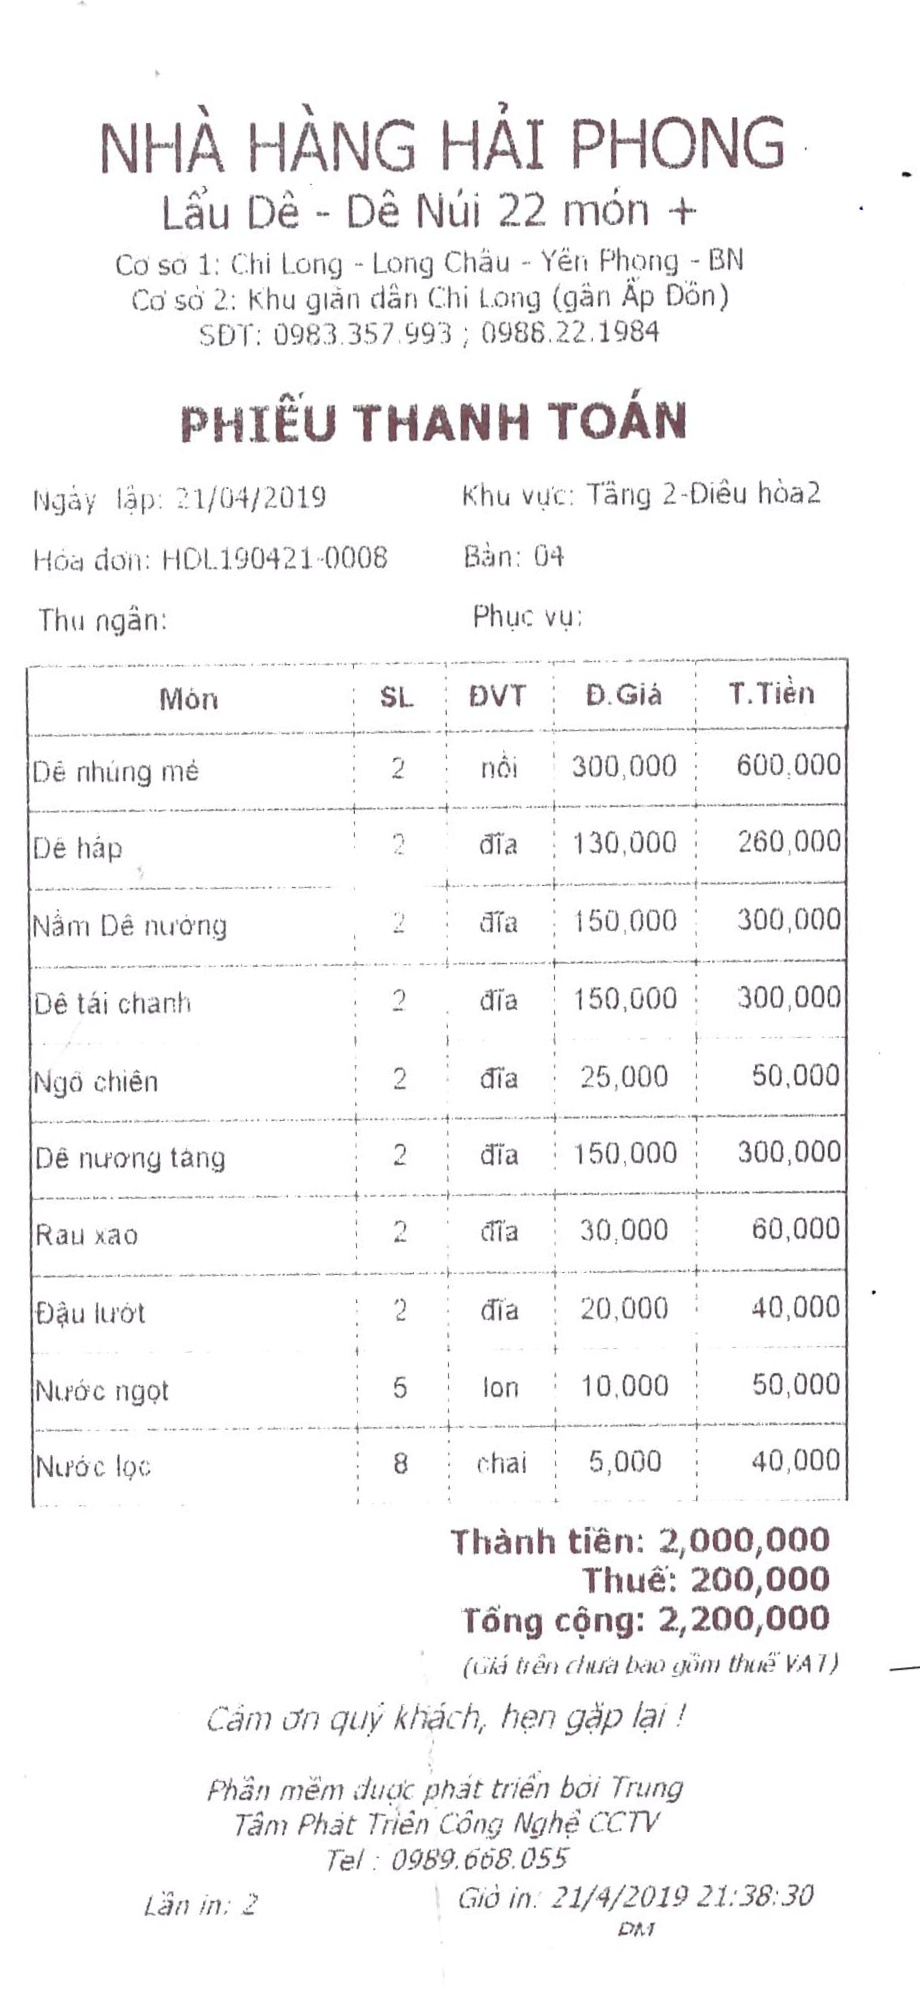 NHÀ HÀNG HẢI PHONG
Lẩu Dê - Dê Núi 22 món +
Cơ sở 1: Chi Long - Long Châu - Yên Phong - BN
Cơ sở 2: Khu giãn dân Chi Long (gần Ấp Đồn)
SĐT: 0983.357.993 ; 0986.22.1984
PHIẾU THANH TOÁN
Ngày lập: 21/04/2019 Khu vực: Tầng 2-Điều hòa2
Hóa đơn: HDL190421-0008 Bàn: 04
Thu ngân: Phục vụ:
Món SL ĐVT Đ.Giá T.Tiền
Dê nhúng mẻ 2 nồi 300,000 600,000
Dê hấp 2 đĩa 130,000 260,000
Nầm Dê nướng 2 đĩa 150,000 300,000
Dê tái chanh 2 đĩa 150,000 300,000
Ngô chiên 2 đĩa 25,000 50,000
Dê nướng tảng 2 đĩa 150,000 300,000
Rau xào 2 đĩa 30,000 60,000
Đậu lướt 2 đĩa 20,000 40,000
Nước ngọt 5 lon 10,000 50,000
Nước lọc 8 chai 5,000 40,000
Thành tiền: 2,000,000
Thuế: 200,000
Tổng cộng: 2,200,000
(Giá trên chưa bao gồm thuế VAT)
Cảm ơn quý khách, hẹn gặp lại !
Phần mềm được phát triển bởi Trung
Tâm Phát Triển Công Nghệ CCTV
Tel : 0989.668.055
Lần in: 2 Giờ in: 21/4/2019 21:38:30
PM